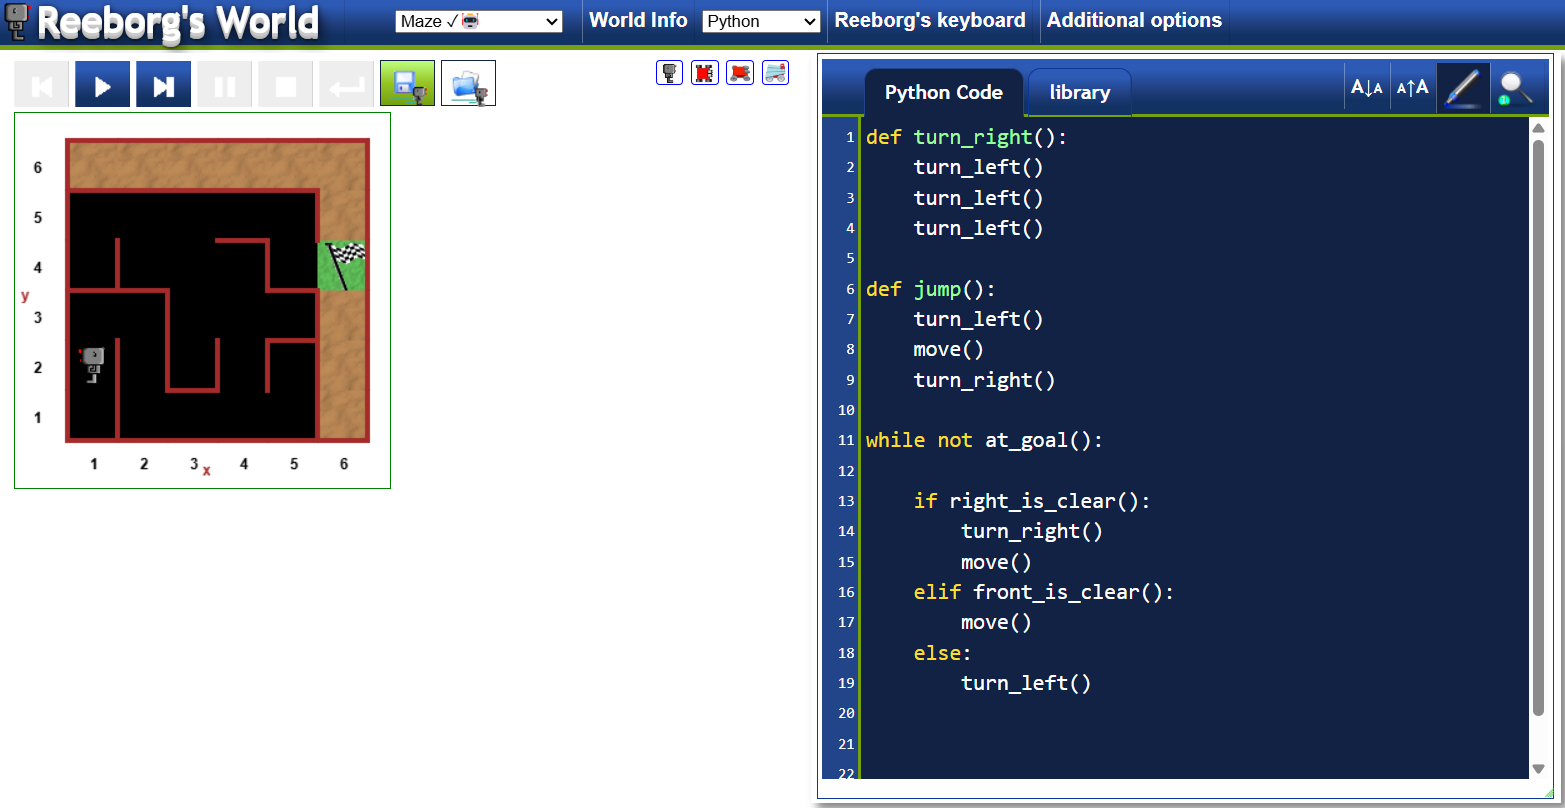 Reeborg's World
Maze ✓🤖
World Info
Python
Reeborg's keyboard
Additional options
Python Code
library
A↓A
A↑A
6
5
4
y
3
2
1
1 2 3 x 4 5 6
1 def turn_right():
2     turn_left()
3     turn_left()
4     turn_left()
5
6 def jump():
7     turn_left()
8     move()
9     turn_right()
10
11 while not at_goal():
12
13     if right_is_clear():
14         turn_right()
15         move()
16     elif front_is_clear():
17         move()
18     else:
19         turn_left()
20
21
22